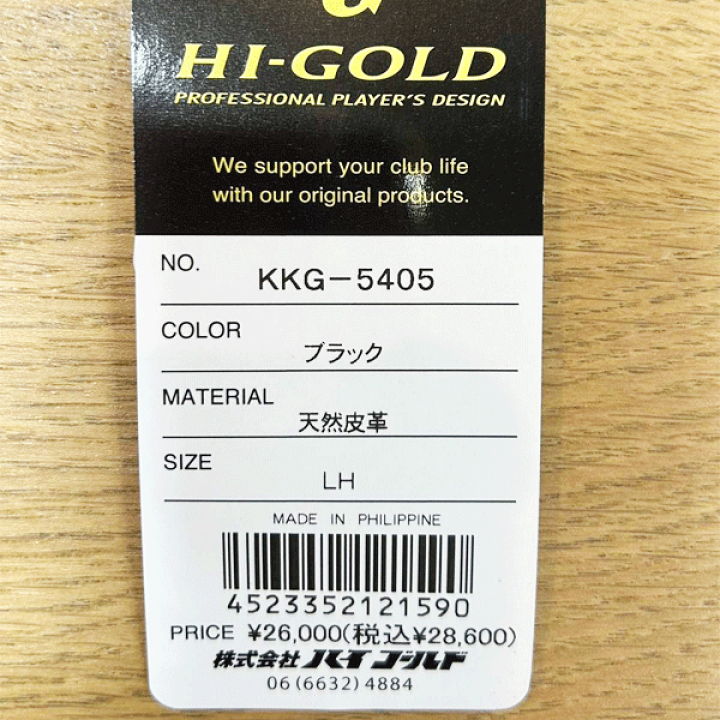 HI-GOLD
PROFESSIONAL PLAYER'S DESIGN
We support your club life
with our original products.
NO. KKG-5405
COLOR ブラック
MATERIAL 天然皮革
SIZE LH
MADE IN PHILIPPINE
4523352121590
PRICE ¥26,000(税込¥28,600)
株式会社 ハイゴールド
06(6632)4884